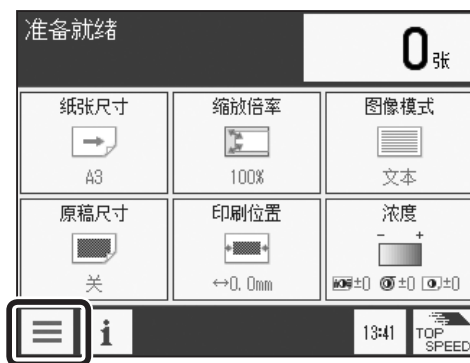 准备就绪
0张
纸张尺寸 缩放倍率 图像模式
A3 100% 文本
原稿尺寸 印刷位置 浓度
- +
关 ↔0. 0mm ±0 ±0 ±0
i 13:41 TOP
SPEED